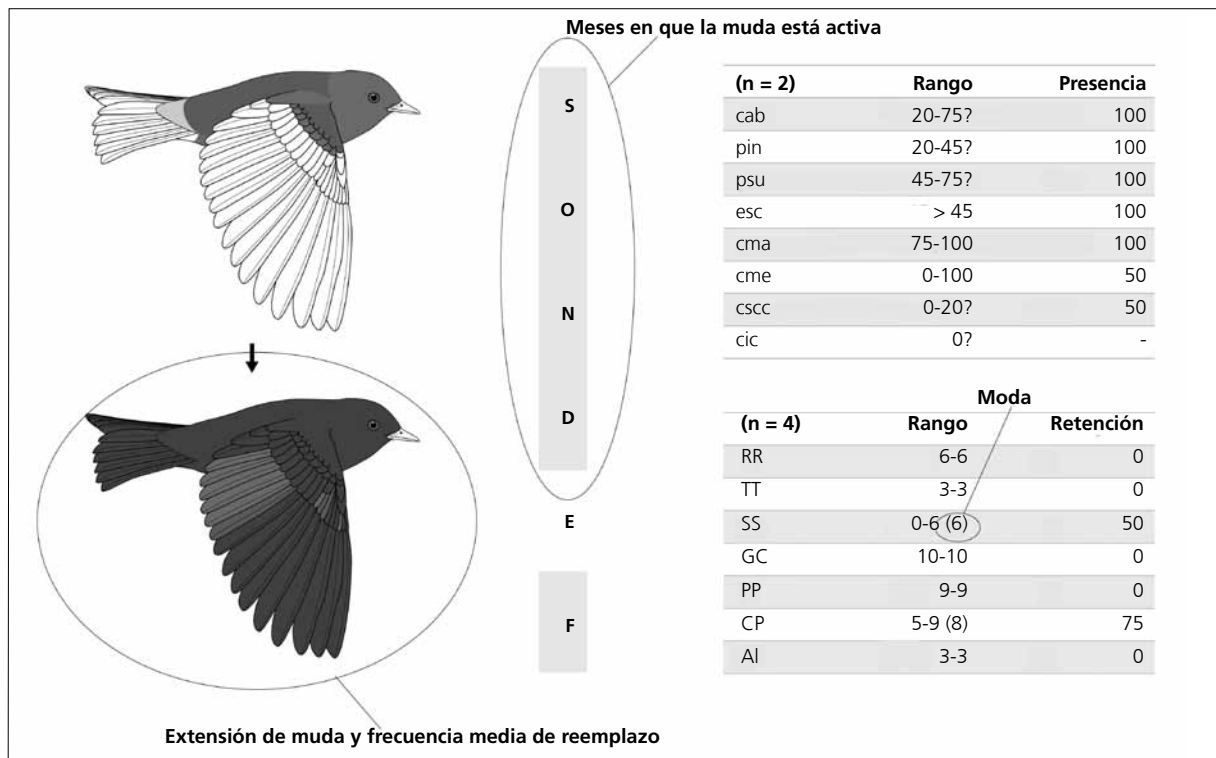 Meses en que la muda está activa
S
O
N
D
E
F
(n = 2) Rango Presencia
cab 20-75? 100
pin 20-45? 100
psu 45-75? 100
esc > 45 100
cma 75-100 100
cme 0-100 50
cscc 0-20? 50
cic 0? -
Moda
(n = 4) Rango Retención
RR 6-6 0
TT 3-3 0
SS 0-6 (6) 50
GC 10-10 0
PP 9-9 0
CP 5-9 (8) 75
Al 3-3 0
Extensión de muda y frecuencia media de reemplazo